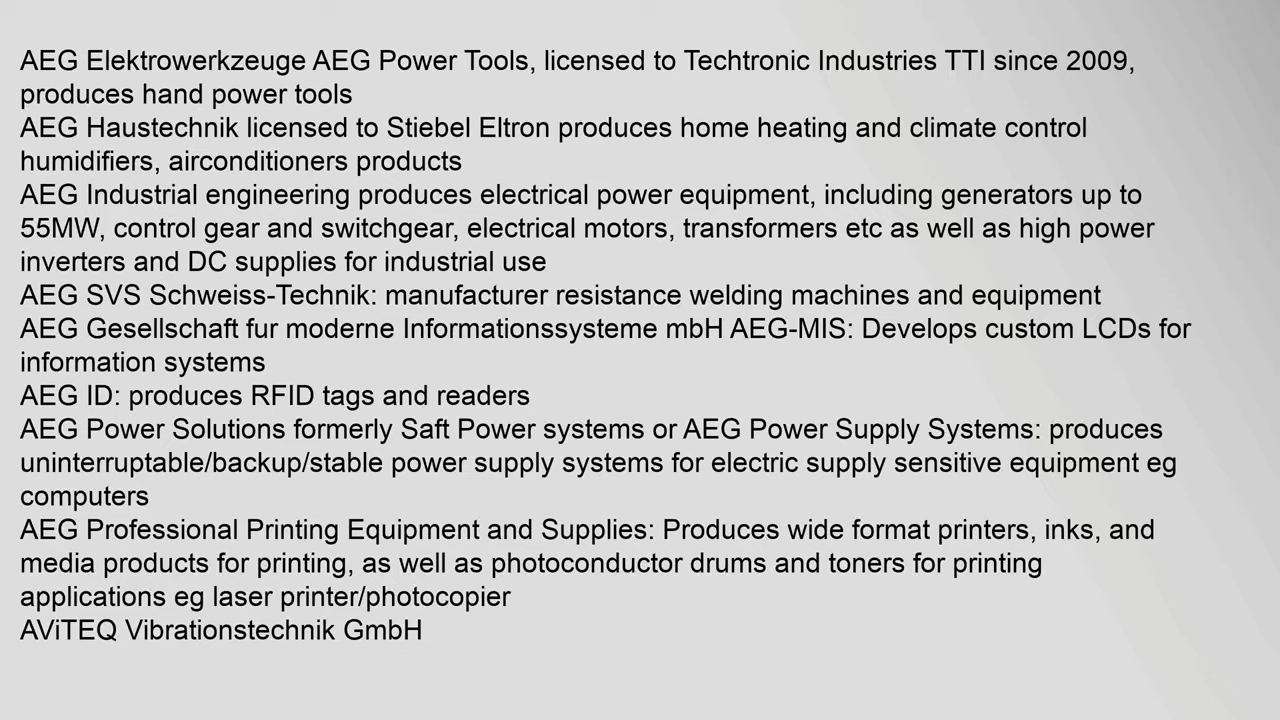 AEG Elektrowerkzeuge AEG Power Tools, licensed to Techtronic Industries TTI since 2009,
produces hand power tools
AEG Haustechnik licensed to Stiebel Eltron produces home heating and climate control
humidifiers, airconditioners products
AEG Industrial engineering produces electrical power equipment, including generators up to
55MW, control gear and switchgear, electrical motors, transformers etc as well as high power
inverters and DC supplies for industrial use
AEG SVS Schweiss-Technik: manufacturer resistance welding machines and equipment
AEG Gesellschaft fur moderne Informationssysteme mbH AEG-MIS: Develops custom LCDs for
information systems
AEG ID: produces RFID tags and readers
AEG Power Solutions formerly Saft Power systems or AEG Power Supply Systems: produces
uninterruptable/backup/stable power supply systems for electric supply sensitive equipment eg
computers
AEG Professional Printing Equipment and Supplies: Produces wide format printers, inks, and
media products for printing, as well as photoconductor drums and toners for printing
applications eg laser printer/photocopier
AViTEQ Vibrationstechnik GmbH